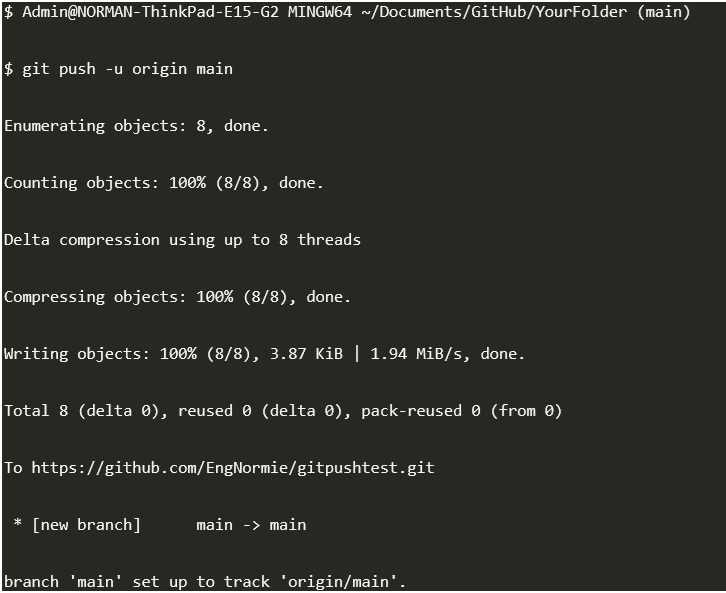 $ Admin@NORMAN-ThinkPad-E15-G2 MINGW64 ~/Documents/GitHub/YourFolder (main)
$ git push -u origin main
Enumerating objects: 8, done.
Counting objects: 100% (8/8), done.
Delta compression using up to 8 threads
Compressing objects: 100% (8/8), done.
Writing objects: 100% (8/8), 3.87 KiB | 1.94 MiB/s, done.
Total 8 (delta 0), reused 0 (delta 0), pack-reused 0 (from 0)
To https://github.com/EngNormie/gitpushtest.git
 * [new branch]      main -> main
branch 'main' set up to track 'origin/main'.